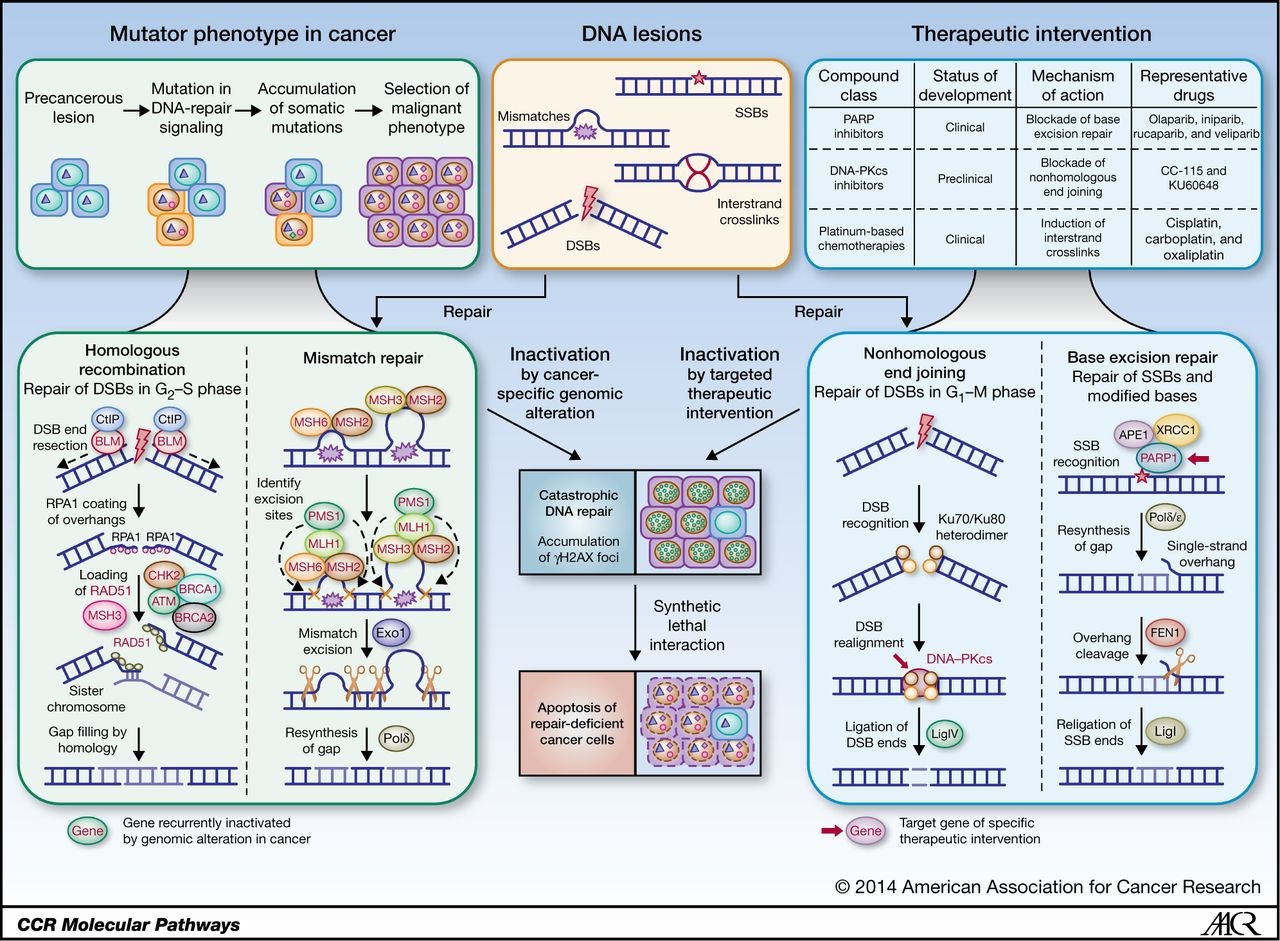 Mutator phenotype in cancer
DNA lesions
Therapeutic intervention
Precancerous
lesion
Mutation in
DNA-repair
signaling
Accumulation
of somatic
mutations
Selection of
malignant
phenotype
Mismatches
SSBs
Interstrand
crosslinks
DSBs
Compound
class
Status of
development
Mechanism
of action
Representative
drugs
PARP
inhibitors
Clinical
Blockade of base
excision repair
Olaparib, iniparib,
rucaparib, and veliparib
DNA-PKcs
inhibitors
Preclinical
Blockade of
nonhomologous
end joining
CC-115 and
KU60648
Platinum-based
chemotherapies
Clinical
Induction of
interstrand
crosslinks
Cisplatin,
carboplatin, and
oxaliplatin
Repair
Repair
Homologous
recombination
Repair of DSBs in G2–S phase
CtIP
CtIP
BLM
BLM
DSB end
resection
RPA1 coating
of overhangs
RPA1 RPA1
Loading
of RAD51
CHK2
BRCA1
ATM
BRCA2
MSH3
RAD51
Sister
chromosome
Gap filling by
homology
Mismatch repair
MSH3
MSH2
MSH6
MSH2
Identify
excision
sites
PMS1
PMS1
MLH1
MLH1
MSH6
MSH2
MSH3
MSH2
Mismatch
excision
Exo1
Resynthesis
of gap
Polδ
Inactivation
by cancer-
specific genomic
alteration
Inactivation
by targeted
therapeutic
intervention
Catastrophic
DNA repair
Accumulation
of γH2AX foci
Synthetic
lethal
interaction
Apoptosis of
repair-deficient
cancer cells
Nonhomologous
end joining
Repair of DSBs in G1–M phase
DSB
recognition
Ku70/Ku80
heterodimer
DSB
realignment
DNA–PKcs
Ligation of
DSB ends
LigIV
Base excision repair
Repair of SSBs and
modified bases
SSB
recognition
APE1
XRCC1
PARP1
Resynthesis
of gap
Polδ/ε
Single-strand
overhang
Overhang
cleavage
FEN1
Religation of
SSB ends
LigI
Gene
Gene recurrently inactivated
by genomic alteration in cancer
Gene
Target gene of specific
therapeutic intervention
© 2014 American Association for Cancer Research
CCR Molecular Pathways
AACR